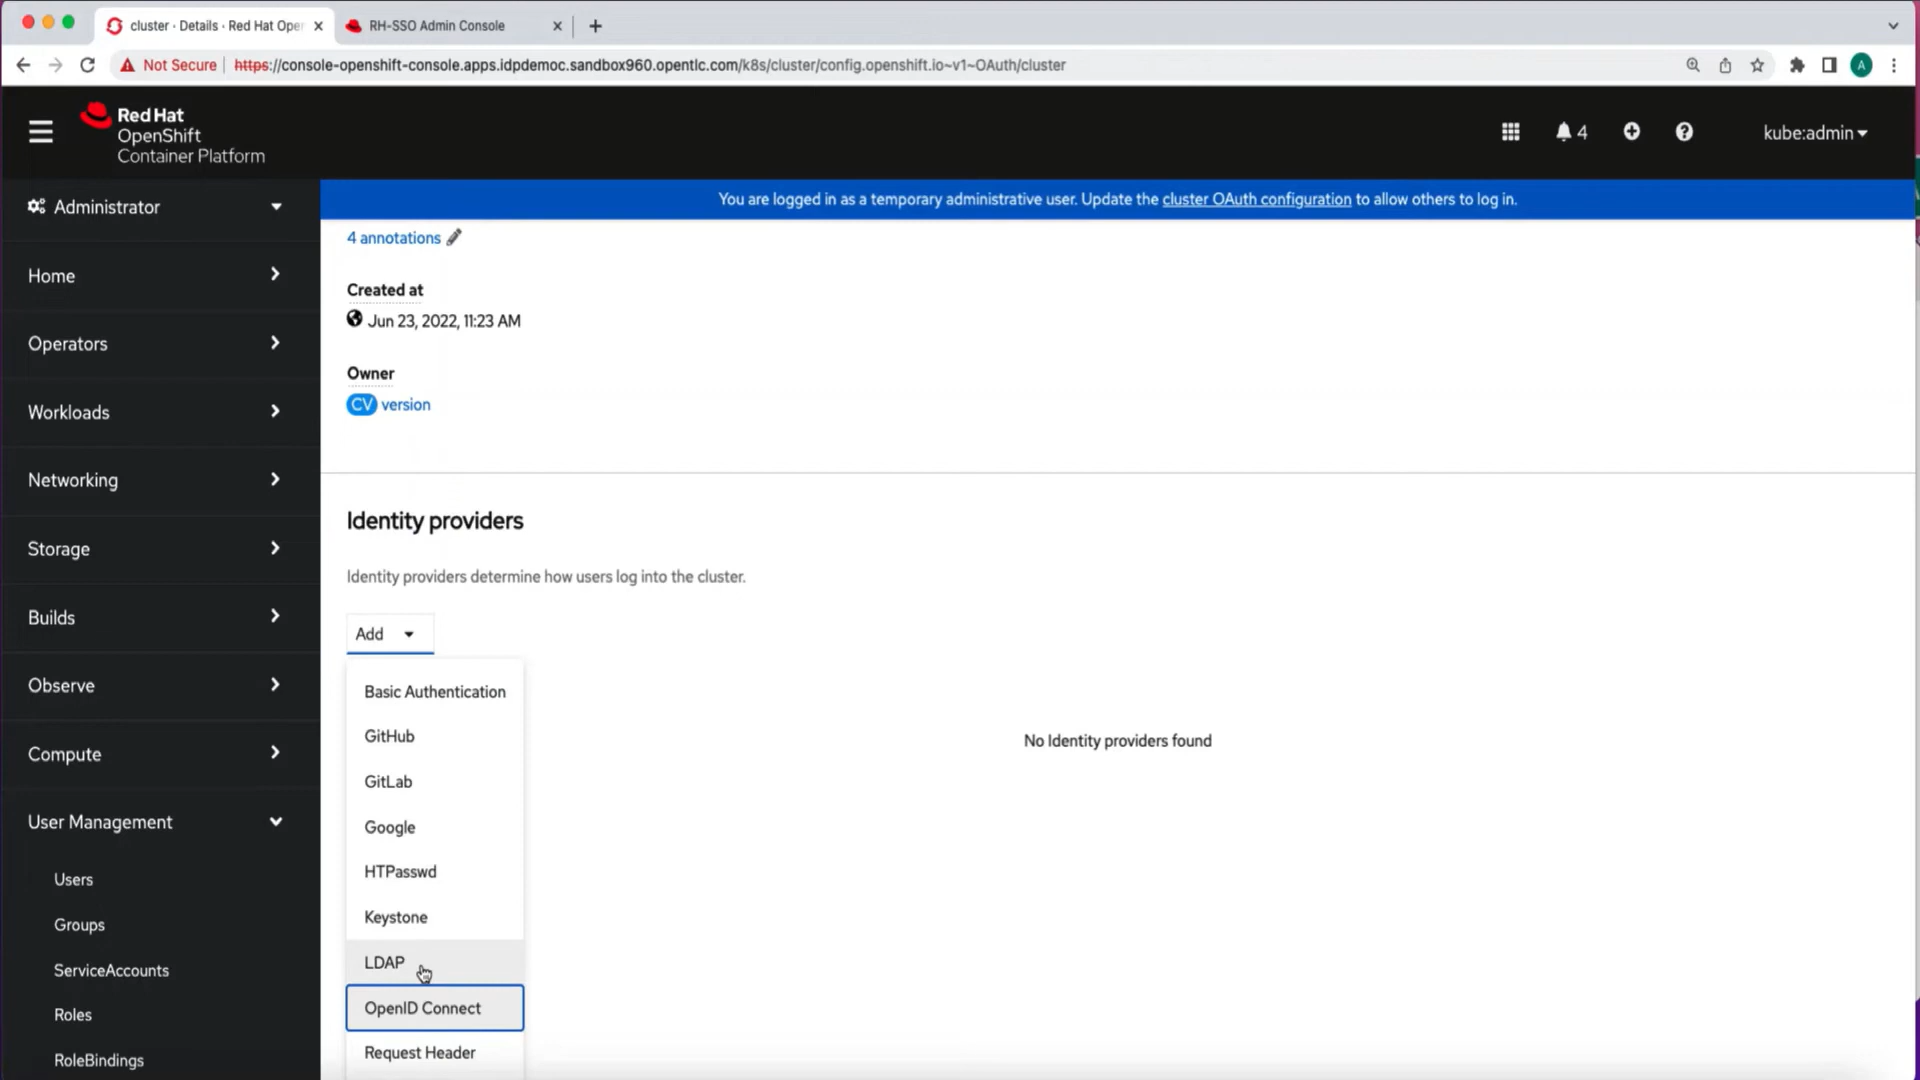 cluster · Details · Red Hat Ope
RH-SSO Admin Console
Not Secure
https://console-openshift-console.apps.idpdemoc.sandbox960.opentlc.com/k8s/cluster/config.openshift.io~v1~OAuth/cluster
A
Red Hat
OpenShift
Container Platform
4
kube:admin
Administrator
You are logged in as a temporary administrative user. Update the cluster OAuth configuration to allow others to log in.
Home
Operators
Workloads
Networking
Storage
Builds
Observe
Compute
User Management
Users
Groups
ServiceAccounts
Roles
RoleBindings
4 annotations
Created at
Jun 23, 2022, 11:23 AM
Owner
CV version
Identity providers
Identity providers determine how users log into the cluster.
Add
Basic Authentication
GitHub
GitLab
Google
HTPasswd
Keystone
LDAP
OpenID Connect
Request Header
No Identity providers found